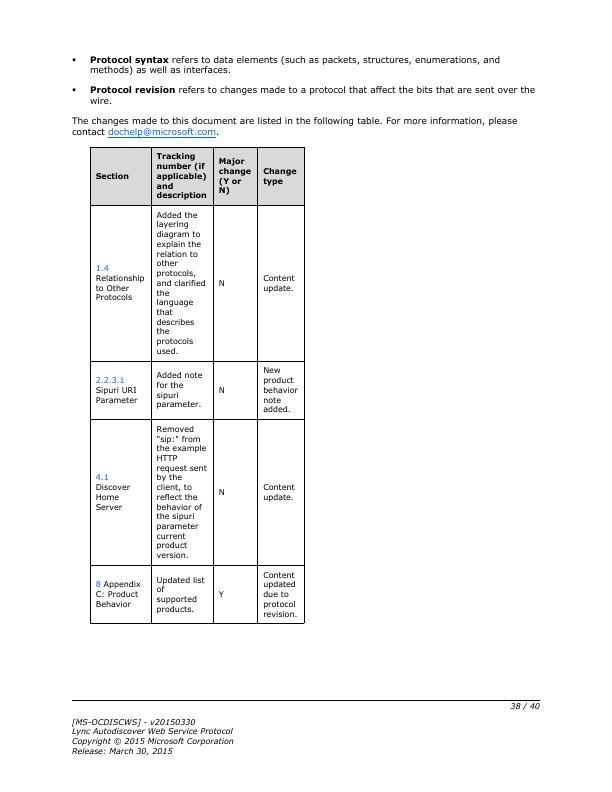 ▪ Protocol syntax refers to data elements (such as packets, structures, enumerations, and
methods) as well as interfaces.
▪ Protocol revision refers to changes made to a protocol that affect the bits that are sent over the
wire.
The changes made to this document are listed in the following table. For more information, please
contact dochelp@microsoft.com.
Section
Tracking
number (if
applicable)
and
description
Major
change
(Y or
N)
Change
type
1.4
Relationship
to Other
Protocols
Added the
layering
diagram to
explain the
relation to
other
protocols,
and clarified
the
language
that
describes
the
protocols
used.
N
Content
update.
2.2.3.1
Sipuri URI
Parameter
Added note
for the
sipuri
parameter.
N
New
product
behavior
note
added.
4.1
Discover
Home
Server
Removed
"sip:" from
the example
HTTP
request sent
by the
client, to
reflect the
behavior of
the sipuri
parameter
current
product
version.
N
Content
update.
8 Appendix
C: Product
Behavior
Updated list
of
supported
products.
Y
Content
updated
due to
protocol
revision.
38 / 40
[MS-OCDISCWS] - v20150330
Lync Autodiscover Web Service Protocol
Copyright © 2015 Microsoft Corporation
Release: March 30, 2015